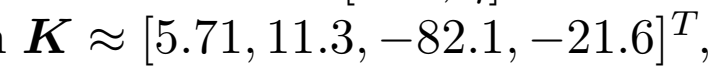 K ≈ [5.71, 11.3, −82.1, −21.6]ᵀ,